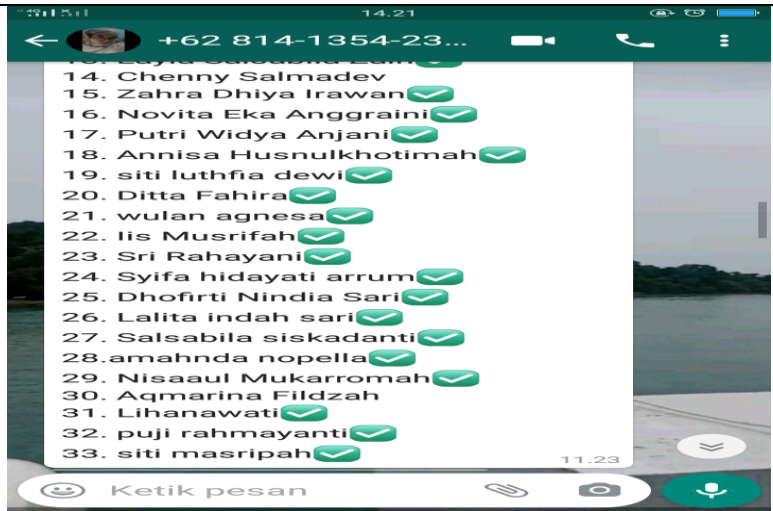 14.21
+62 814-1354-23...
14. Chenny Salmadev
15. Zahra Dhiya Irawan✅
16. Novita Eka Anggraini✅
17. Putri Widya Anjani✅
18. Annisa Husnulkhotimah✅
19. siti luthfia dewi✅
20. Ditta Fahira✅
21. wulan agnesa✅
22. Iis Musrifah✅
23. Sri Rahayani✅
24. Syifa hidayati arrum✅
25. Dhofirti Nindia Sari✅
26. Lalita indah sari✅
27. Salsabila siskadanti✅
28.amahnda nopella✅
29. Nisaaul Mukarromah✅
30. Aqmarina Fildzah
31. Lihanawati✅
32. puji rahmayanti✅
33. siti masripah✅
11.23
Ketik pesan